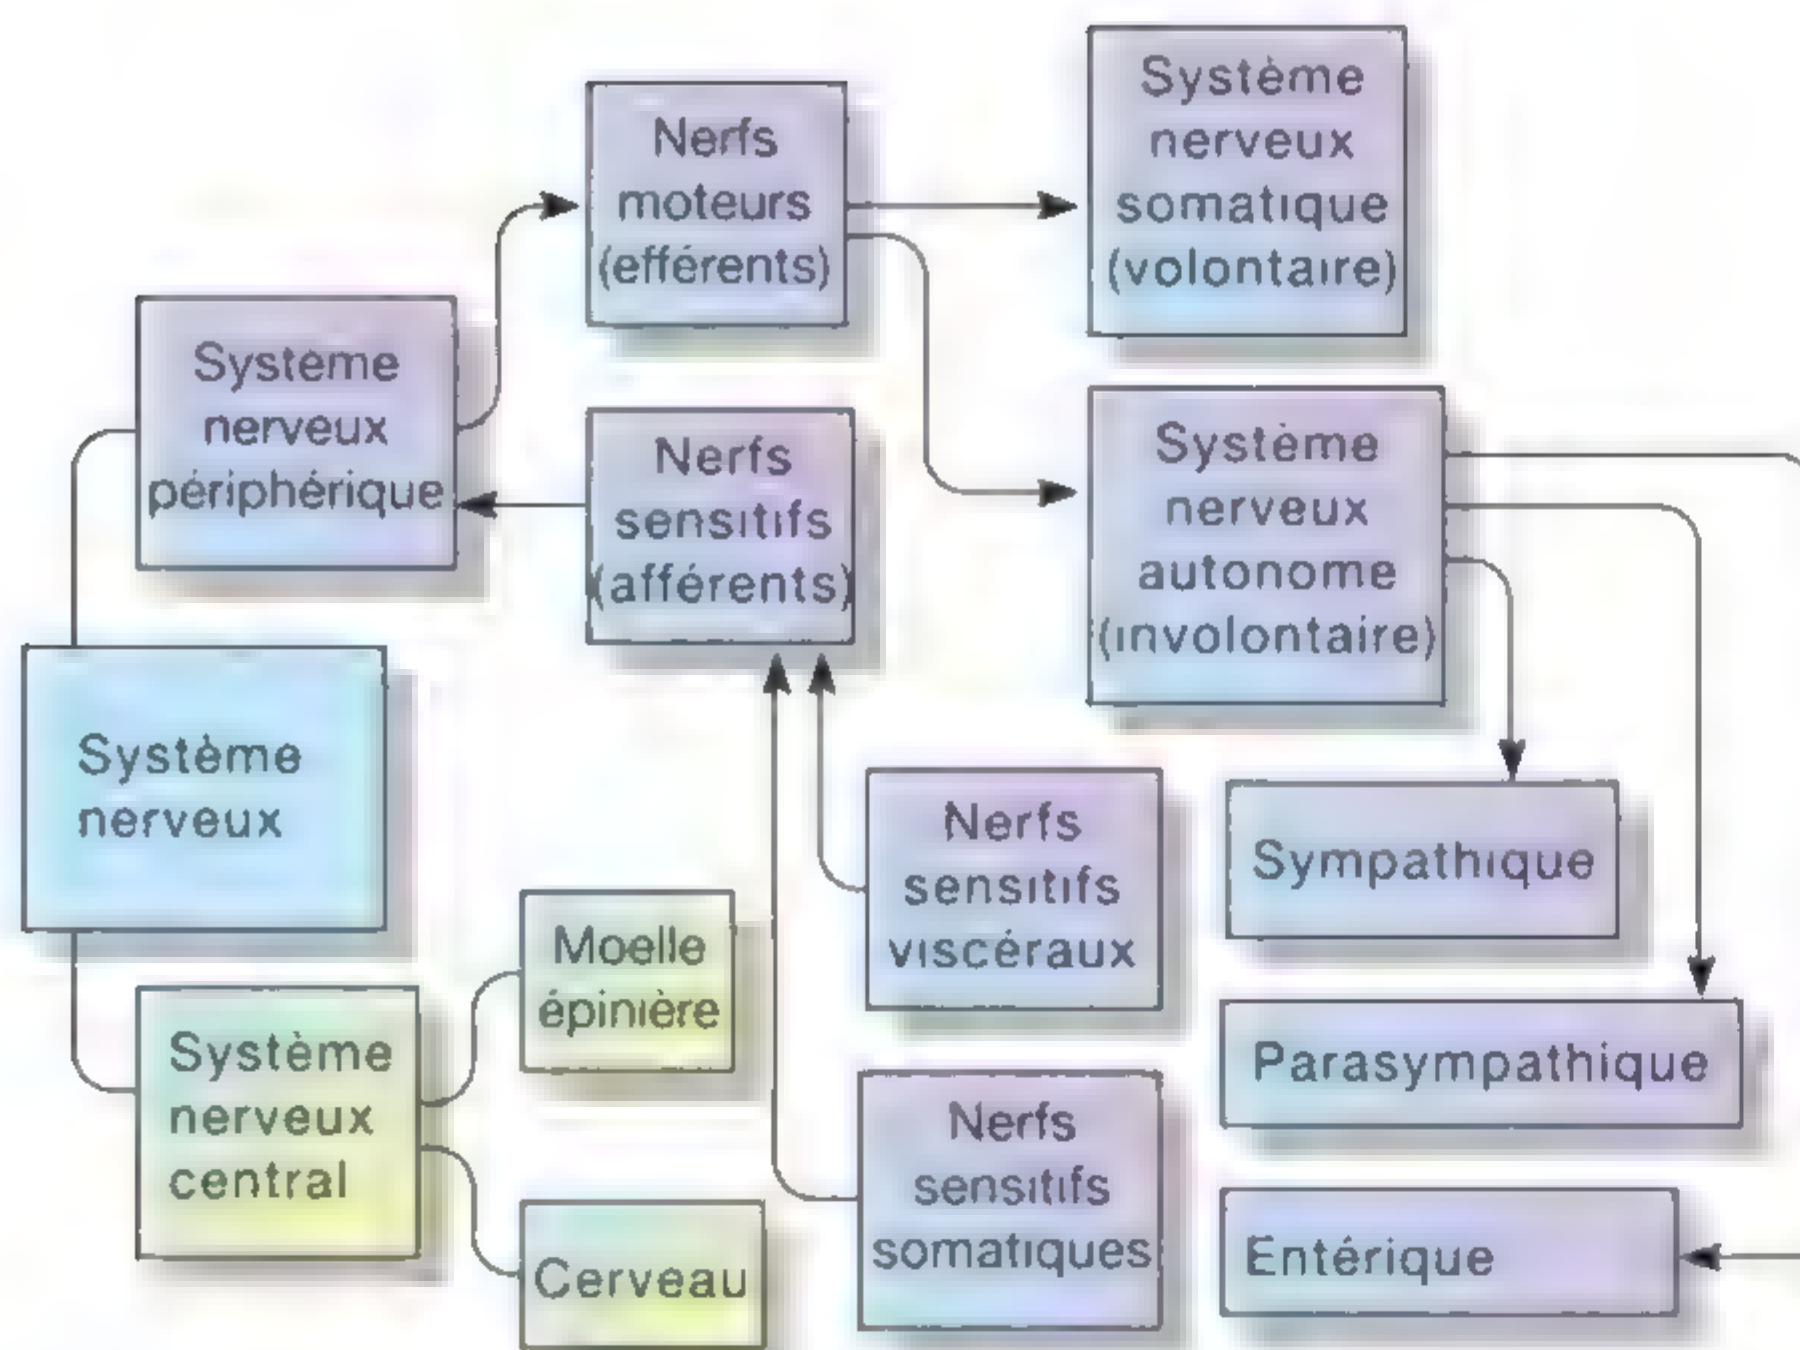 Système
nerveux
somatique
(volontaire)
Nerfs
moteurs
(efférents)
Système
nerveux
périphérique
Nerfs
sensitifs
(afférents)
Système
nerveux
autonome
(involontaire)
Système
nerveux
Nerfs
sensitifs
viscéraux
Sympathique
Moelle
épinière
Parasympathique
Système
nerveux
central
Nerfs
sensitifs
somatiques
Entérique
Cerveau